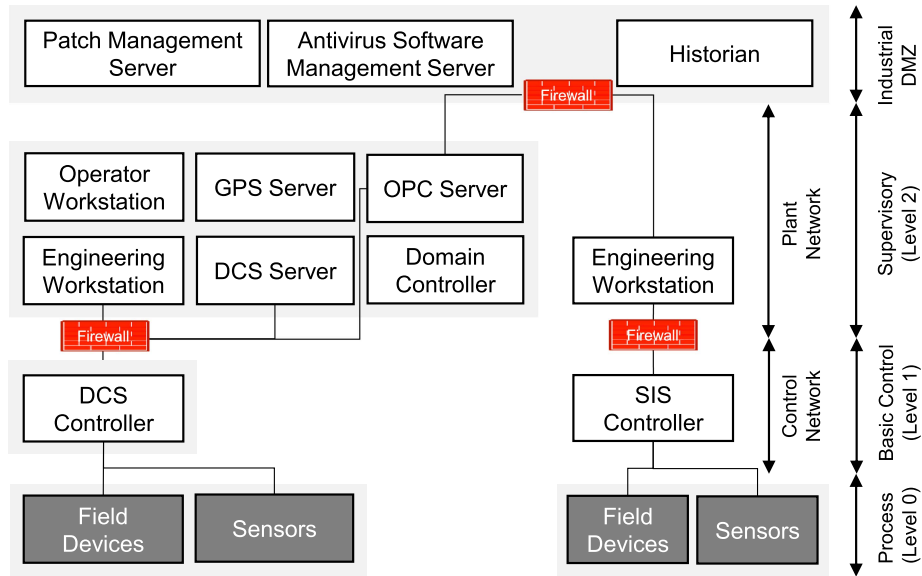 Patch Management
Server
Antivirus Software
Management Server
Historian
Firewall
Industrial
DMZ
Operator
Workstation
GPS Server
OPC Server
Engineering
Workstation
DCS Server
Domain
Controller
Engineering
Workstation
Plant
Network
Supervisory
(Level 2)
Firewall
Firewall
DCS
Controller
SIS
Controller
Control
Network
Basic Control
(Level 1)
Field
Devices
Sensors
Field
Devices
Sensors
Process
(Level 0)